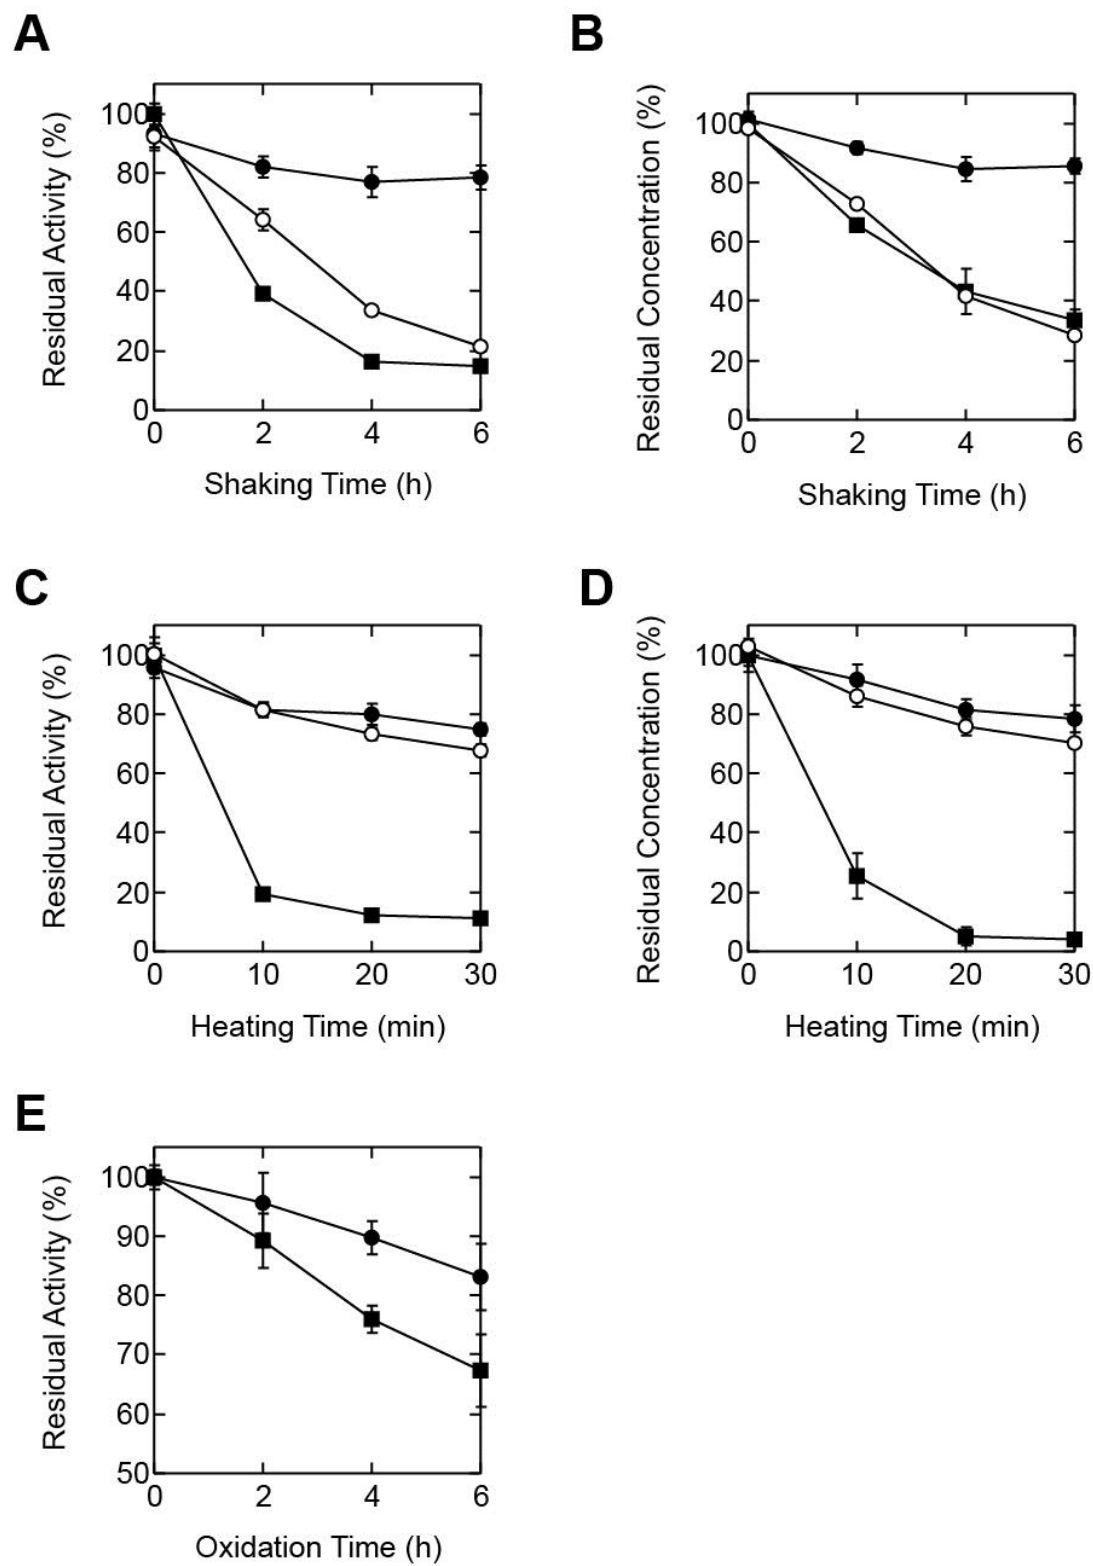 A
Residual Activity (%)
100
80
60
40
20
0
0 2 4 6
Shaking Time (h)
B
Residual Concentration (%)
100
80
60
40
20
0
0 2 4 6
Shaking Time (h)
C
Residual Activity (%)
100
80
60
40
20
0
0 10 20 30
Heating Time (min)
D
Residual Concentration (%)
100
80
60
40
20
0
0 10 20 30
Heating Time (min)
E
Residual Activity (%)
100
90
80
70
60
50
0 2 4 6
Oxidation Time (h)